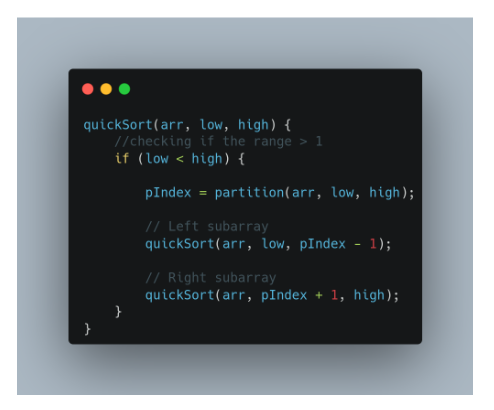 quickSort(arr, low, high) {
//checking if the range > 1
if (low < high) {
pIndex = partition(arr, low, high);
// Left subarray
quickSort(arr, low, pIndex - 1);
// Right subarray
quickSort(arr, pIndex + 1, high);
}
}